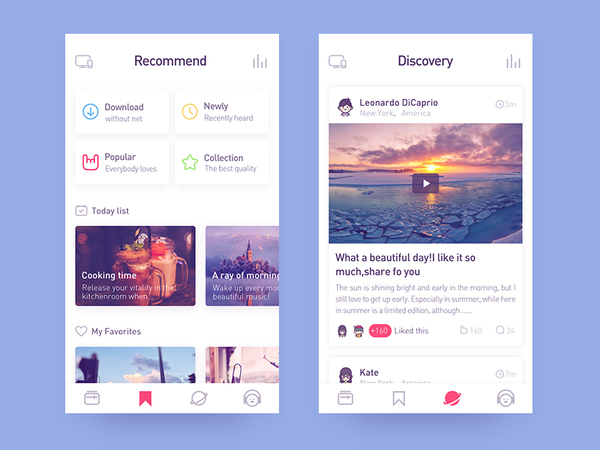 Recommend
Download
without net
Newly
Recently heard
Popular
Everybody loves
Collection
The best quality
Today list
Cooking time
Release your vitality in the
kitchenroom when...
A ray of morning
Wake up every mor
beautiful music!
My Favorites
Discovery
Leonardo DiCaprio
New York, America
5m
What a beautiful day!I like it so
much,share fo you
The sun is shining bright and early in the morning, but I
still love to get up early. Especially in summer, while here
in summer is a limited edition, although ......
+160 Liked this
160
24
Kate
New York, America
7m